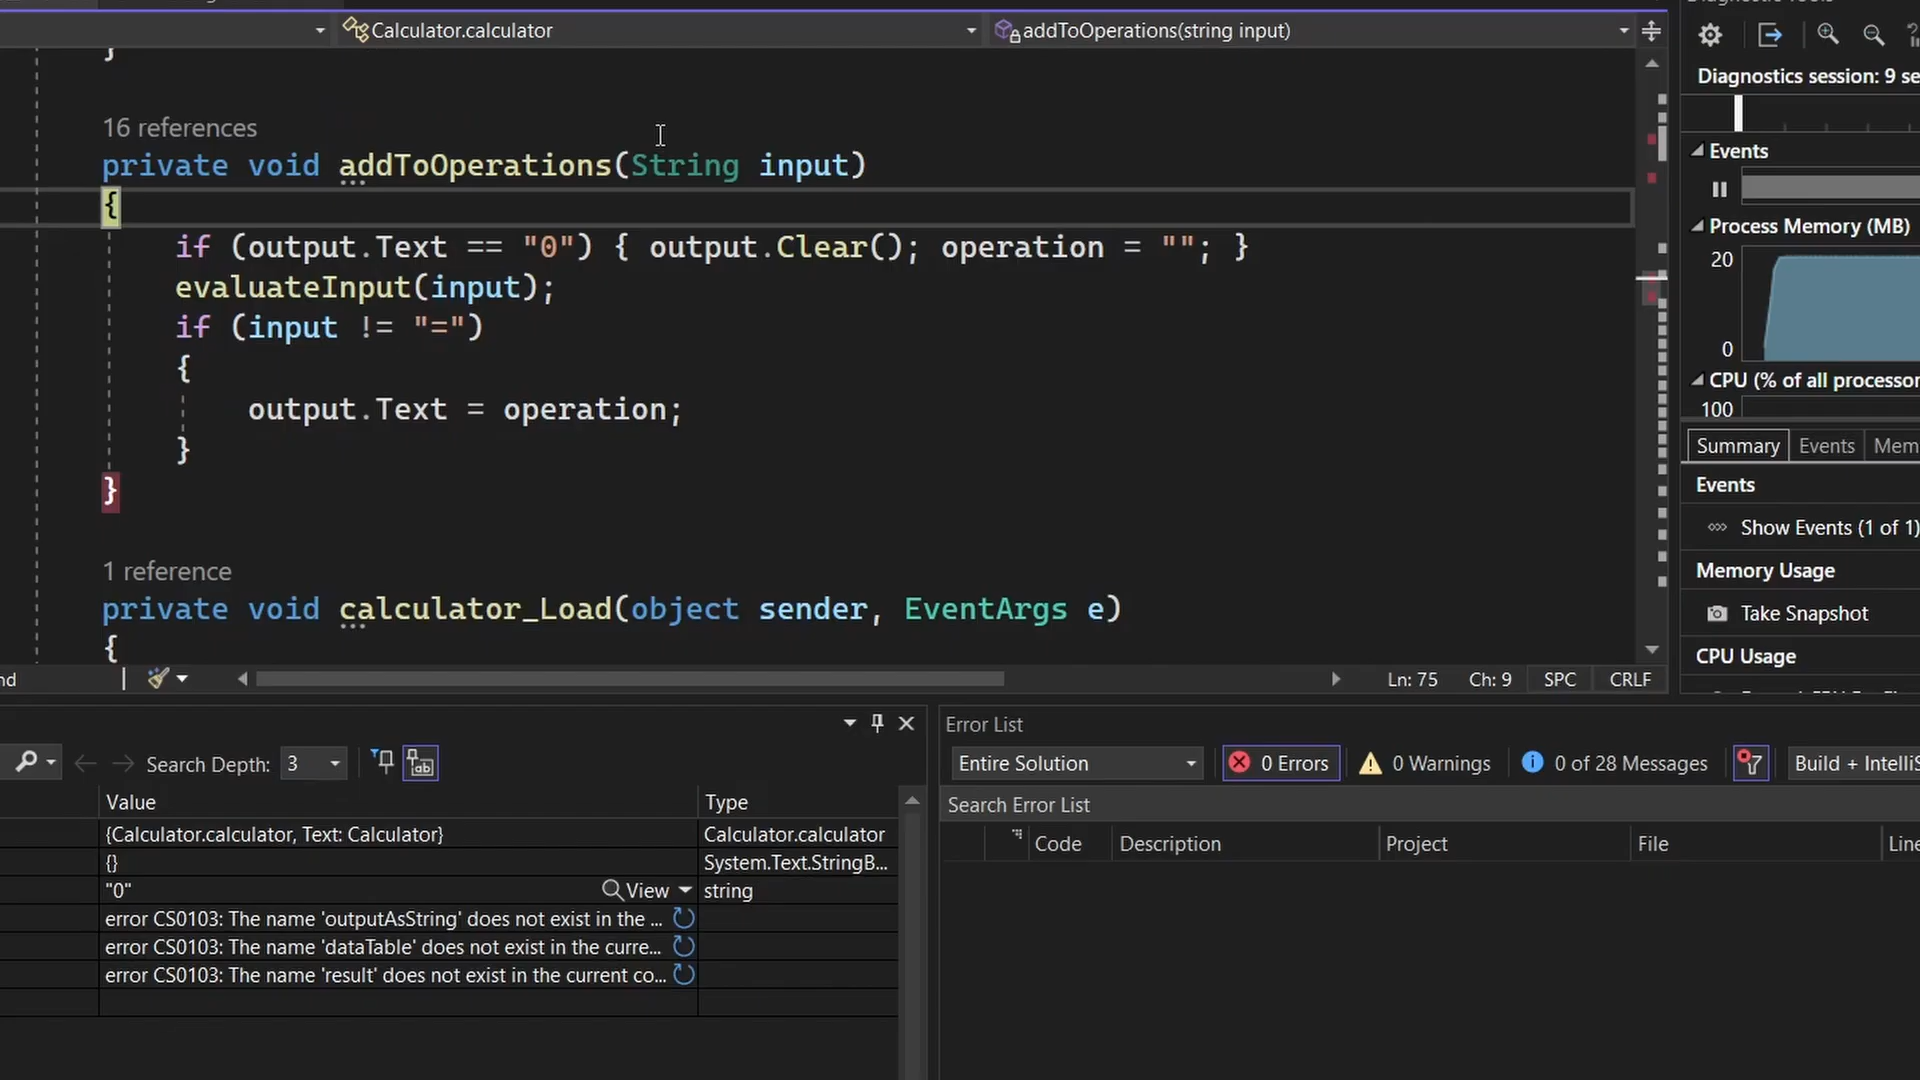 Calculator.calculator
addToOperations(string input)
}
16 references
private void addToOperations(String input)
{
if (output.Text == "0") { output.Clear(); operation = ""; }
evaluateInput(input);
if (input != "=")
{
output.Text = operation;
}
}
1 reference
private void calculator_Load(object sender, EventArgs e)
{
Ln: 75 Ch: 9 SPC CRLF
Diagnostics session: 9 se
Events
Process Memory (MB)
20
0
CPU (% of all processor
100
Summary Events Mem
Events
Show Events (1 of 1)
Memory Usage
Take Snapshot
CPU Usage
Search Depth: 3
Value Type
{Calculator.calculator, Text: Calculator} Calculator.calculator
{} System.Text.StringB...
"0" View string
error CS0103: The name 'outputAsString' does not exist in the ...
error CS0103: The name 'dataTable' does not exist in the curre...
error CS0103: The name 'result' does not exist in the current co...
Error List
Entire Solution 0 Errors 0 Warnings 0 of 28 Messages Build + IntelliS
Search Error List
Code Description Project File Line